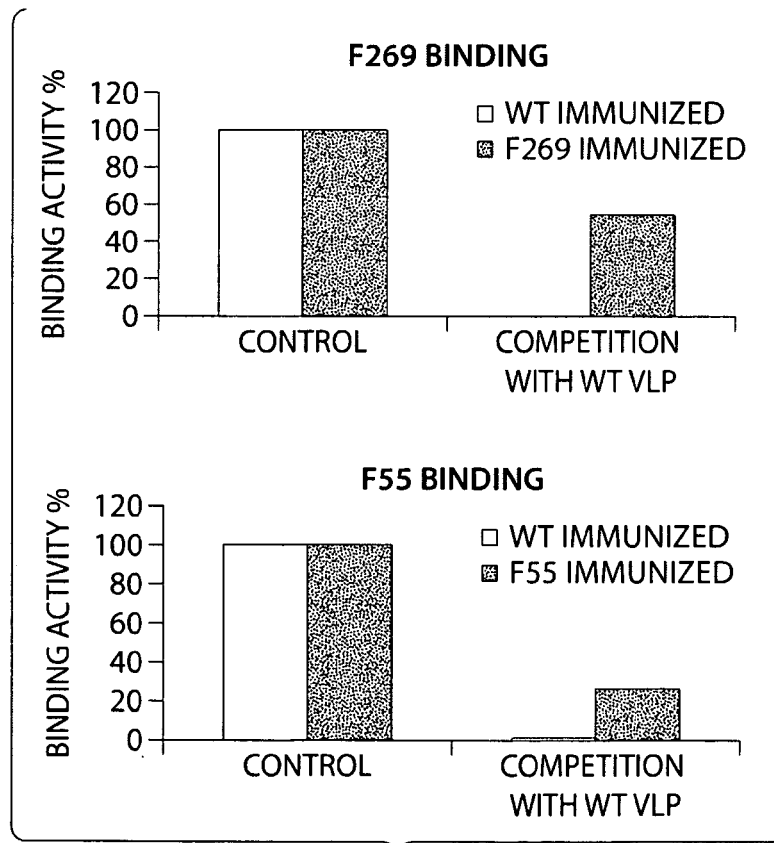 F269 BINDING
BINDING ACTIVITY %
120
100
80
60
40
20
0
WT IMMUNIZED
F269 IMMUNIZED
CONTROL
COMPETITION
WITH WT VLP
F55 BINDING
BINDING ACTIVITY %
120
100
80
60
40
20
0
WT IMMUNIZED
F55 IMMUNIZED
CONTROL
COMPETITION
WITH WT VLP